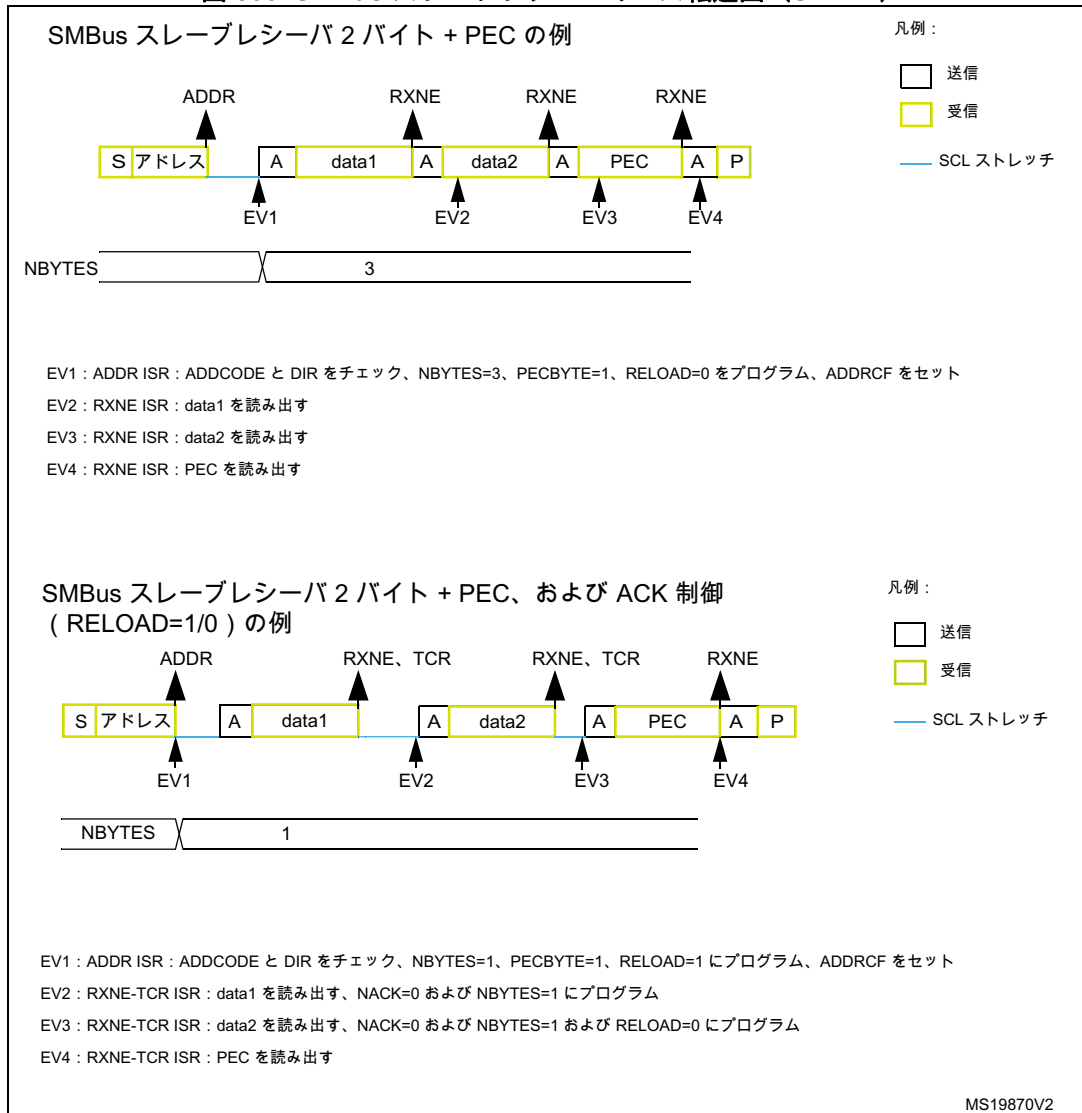 SMBus スレーブレシーバ 2 バイト + PEC の例
凡例：
送信
受信
SCL ストレッチ
ADDR RXNE RXNE RXNE
S アドレス A data1 A data2 A PEC A P
EV1 EV2 EV3 EV4
NBYTES 3
EV1：ADDR ISR：ADDCODE と DIR をチェック、NBYTES=3、PECBYTE=1、RELOAD=0 をプログラム、ADDRCF をセット
EV2：RXNE ISR：data1 を読み出す
EV3：RXNE ISR：data2 を読み出す
EV4：RXNE ISR：PEC を読み出す
SMBus スレーブレシーバ 2 バイト + PEC、および ACK 制御
（RELOAD=1/0）の例
凡例：
送信
受信
SCL ストレッチ
ADDR RXNE、TCR RXNE、TCR RXNE
S アドレス A data1 A data2 A PEC A P
EV1 EV2 EV3 EV4
NBYTES 1
EV1：ADDR ISR：ADDCODE と DIR をチェック、NBYTES=1、PECBYTE=1、RELOAD=1 にプログラム、ADDRCF をセット
EV2：RXNE-TCR ISR：data1 を読み出す、NACK=0 および NBYTES=1 にプログラム
EV3：RXNE-TCR ISR：data2 を読み出す、NACK=0 および NBYTES=1 および RELOAD=0 にプログラム
EV4：RXNE-TCR ISR：PEC を読み出す
MS19870V2